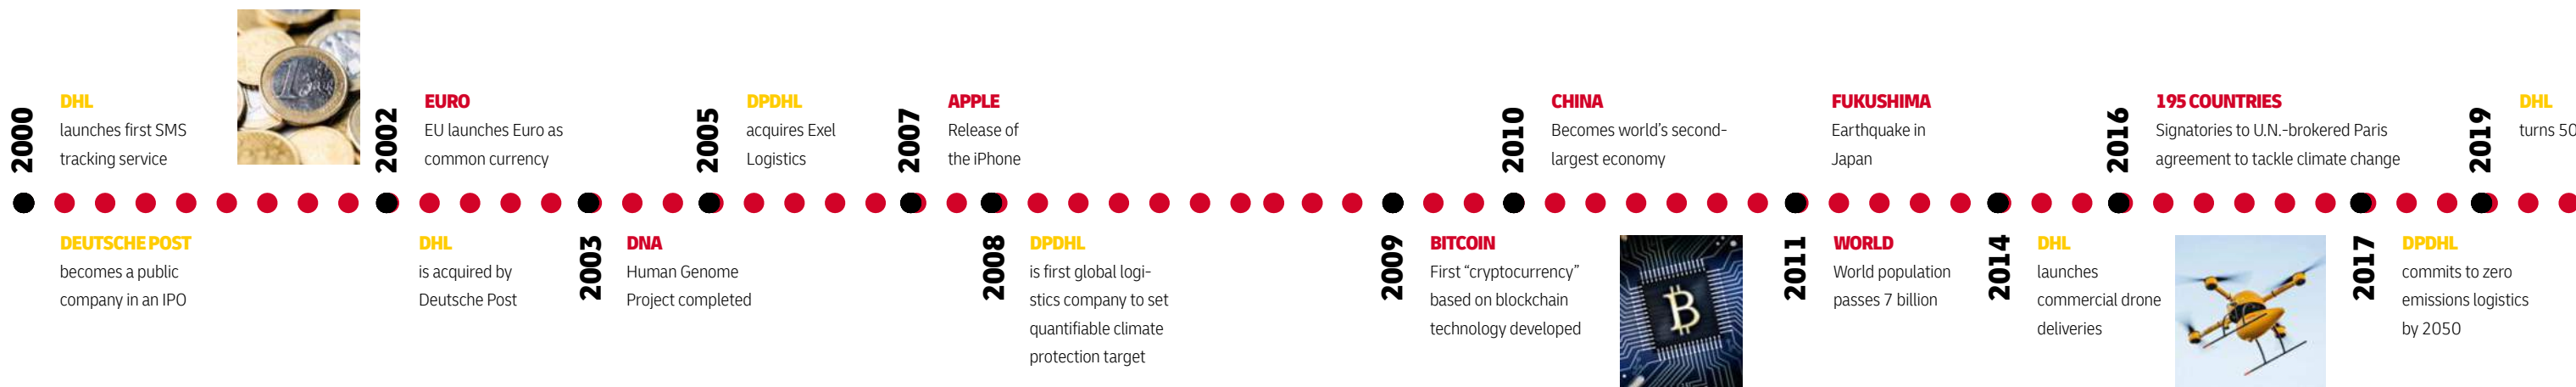 2000
DHL
launches first SMS
tracking service
DEUTSCHE POST
becomes a public
company in an IPO
2002
EURO
EU launches Euro as
common currency
DHL
is acquired by
Deutsche Post
2003
DNA
Human Genome
Project completed
2005
DPDHL
acquires Exel
Logistics
2007
APPLE
Release of
the iPhone
2008
DPDHL
is first global logi-
stics company to set
quantifiable climate
protection target
2009
BITCOIN
First “cryptocurrency”
based on blockchain
technology developed
2010
CHINA
Becomes world’s second-
largest economy
2011
FUKUSHIMA
Earthquake in
Japan
WORLD
World population
passes 7 billion
2014
DHL
launches
commercial drone
deliveries
2016
195 COUNTRIES
Signatories to U.N.-brokered Paris
agreement to tackle climate change
2017
DPDHL
commits to zero
emissions logistics
by 2050
2019
DHL
turns 50